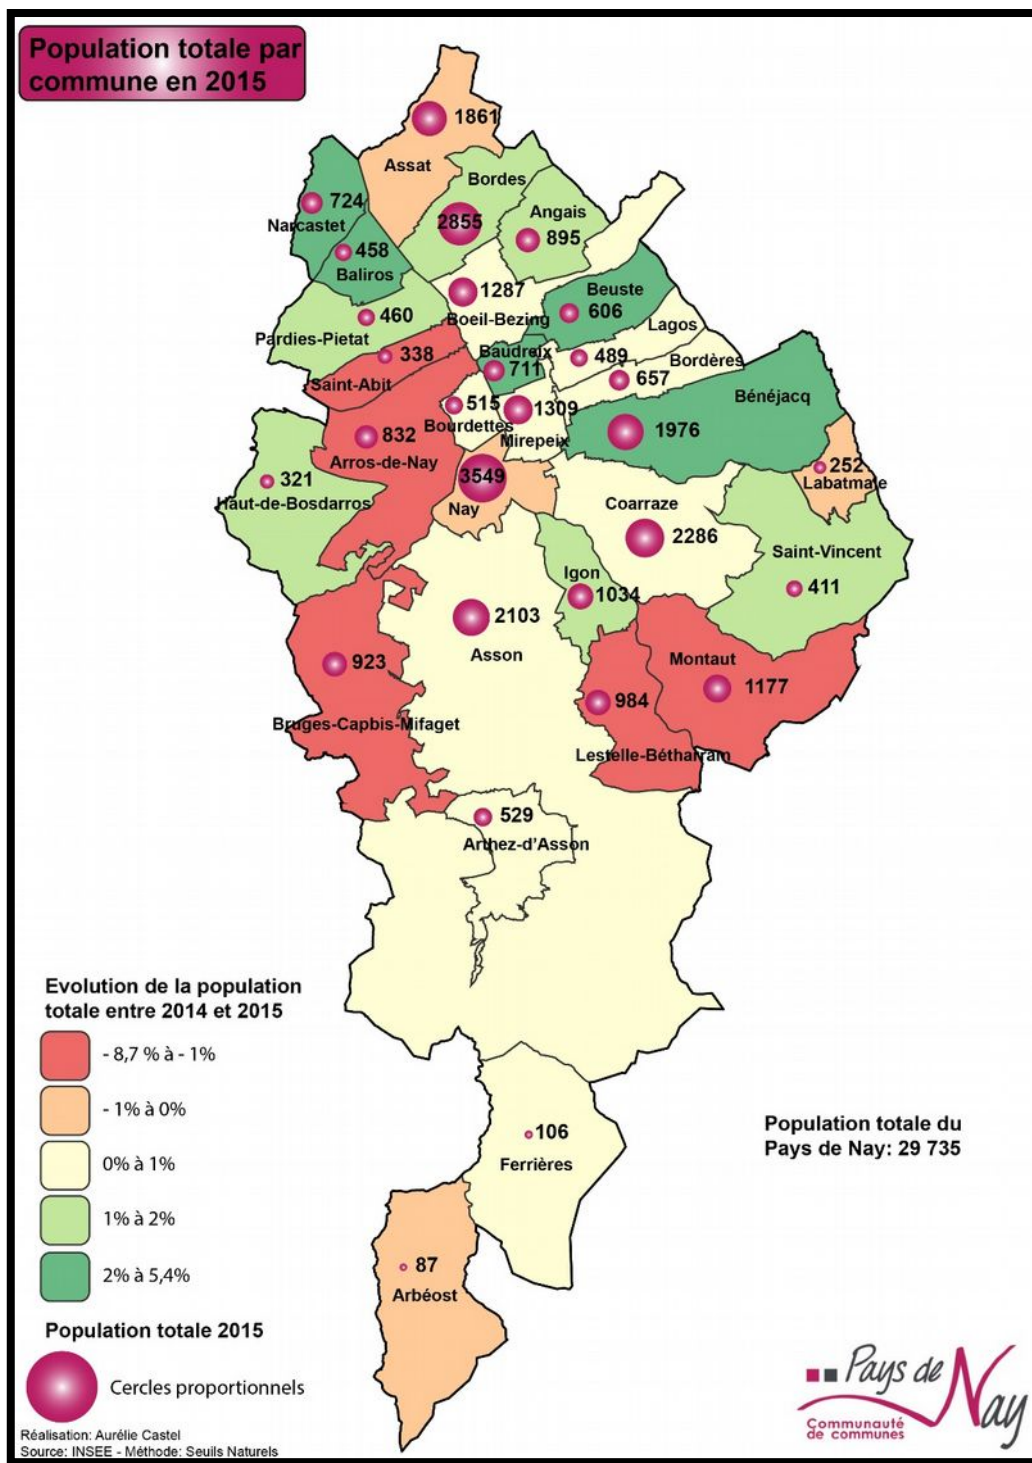 Population totale par
commune en 2015
1861
Assat
Bordes
2855
Angais
895
724
Narcastet
458
Baliros
1287
Boeil-Bezing
Beuste
606
460
Pardies-Pietat
Lagos
489
338
Saint-Abit
Baudreix
711
Bordères
657
Bénéjacq
1976
515
Bourdettes
1309
Mirepeix
832
Arros-de-Nay
252
Labatmale
321
Haut-de-Bosdarros
3549
Nay
Coarraze
2286
Saint-Vincent
411
Igon
1034
2103
Asson
923
Bruges-Capbis-Mifaget
Montaut
1177
984
Lestelle-Bétharram
529
Arthez-d'Asson
Evolution de la population
totale entre 2014 et 2015
- 8,7 % à - 1%
- 1% à 0%
0% à 1%
1% à 2%
2% à 5,4%
Population totale du
Pays de Nay: 29 735
106
Ferrières
87
Arbéost
Population totale 2015
Cercles proportionnels
Réalisation: Aurélie Castel
Source: INSEE - Méthode: Seuils Naturels
Pays de Nay
Communauté
de communes